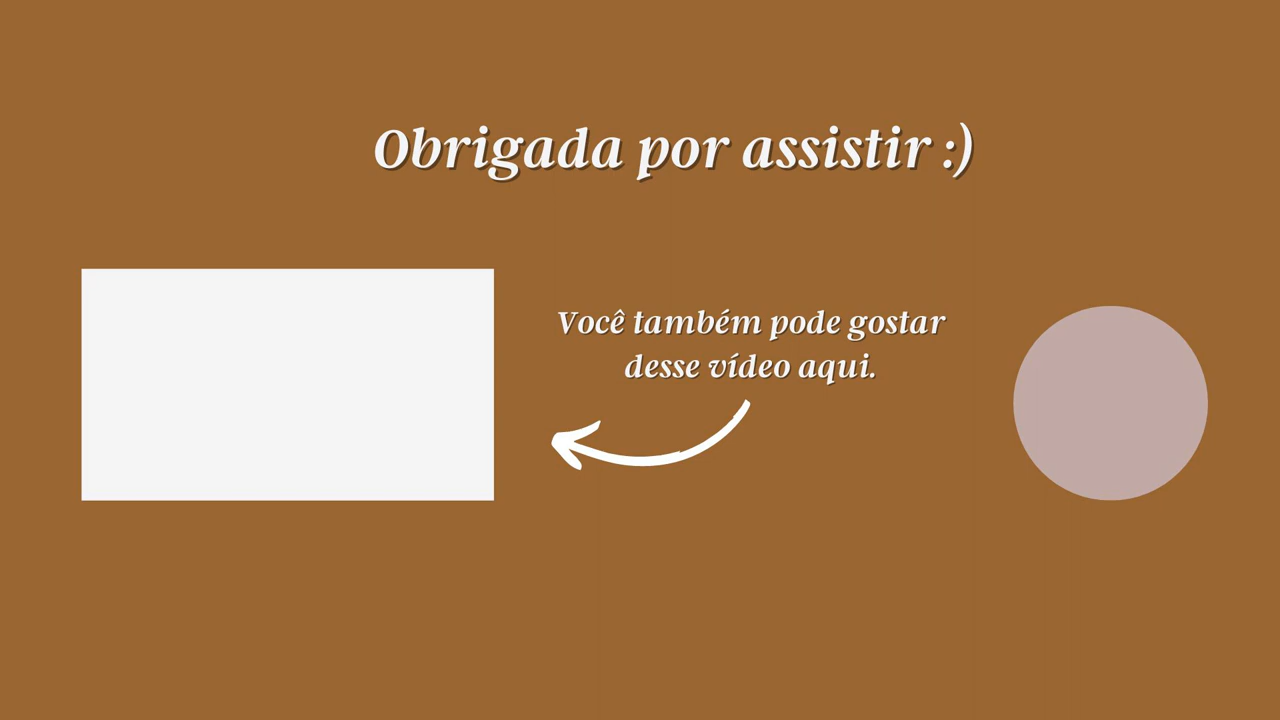 Obrigada por assistir :)
Você também pode gostar
desse vídeo aqui.